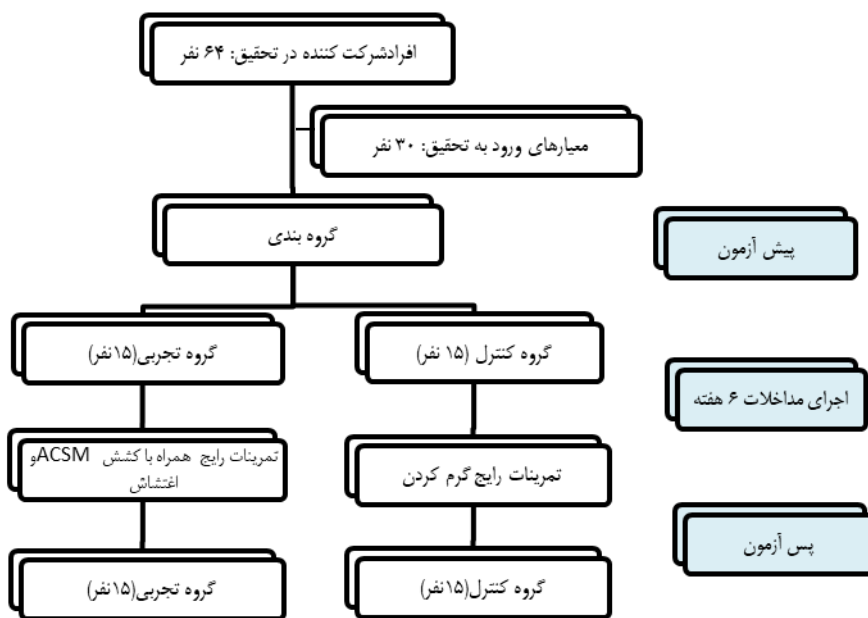 افرادشرکت کننده در تحقیق: ۶۴ نفر
معیارهای ورود به تحقیق: ۳۰ نفر
گروه بندی
پیش آزمون
گروه کنترل (۱۵ نفر)
گروه تجربی(۱۵نفر)
اجرای مداخلات ۶ هفته
تمرینات رایج گرم کردن
تمرینات رایج همراه با کشش ACSMو
اغتشاش
پس آزمون
گروه کنترل(۱۵نفر)
گروه تجربی(۱۵نفر)